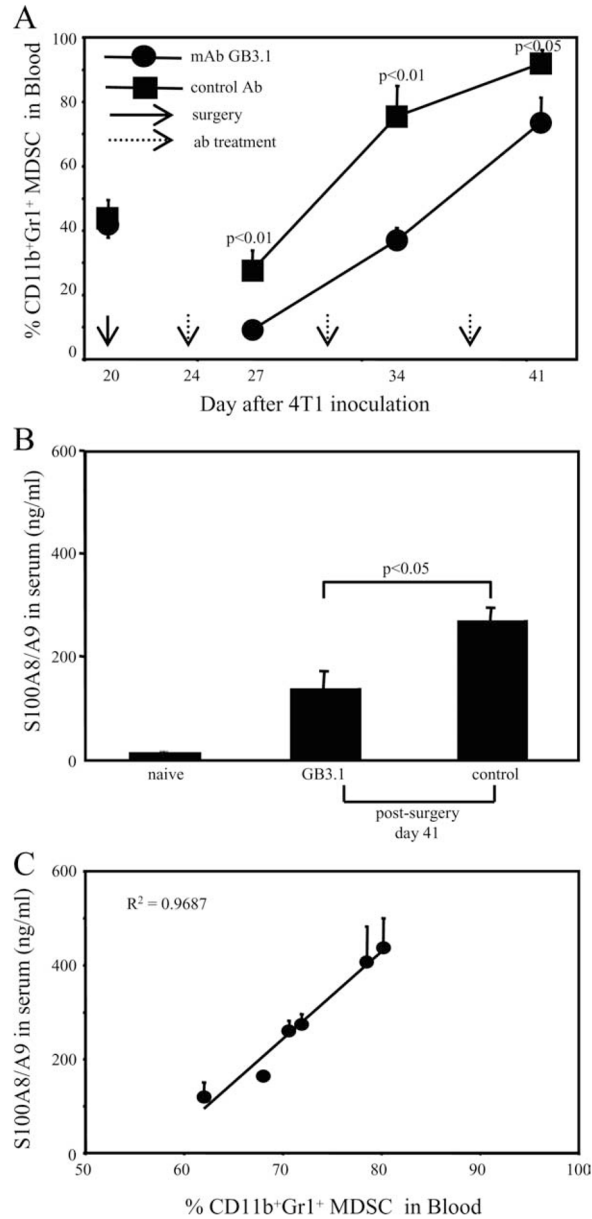 A
100
80
60
40
20
0
% CD11b⁺Gr1⁺ MDSC in Blood
mAb GB3.1
control Ab
surgery
ab treatment
p<0.01
p<0.01
p<0.05
20 24 27 34 41
Day after 4T1 inoculation
B
600
400
200
0
S100A8/A9 in serum (ng/ml)
p<0.05
naive GB3.1 control
post-surgery
day 41
C
600
400
200
0
S100A8/A9 in serum (ng/ml)
R² = 0.9687
50 60 70 80 90 100
% CD11b⁺Gr1⁺ MDSC in Blood